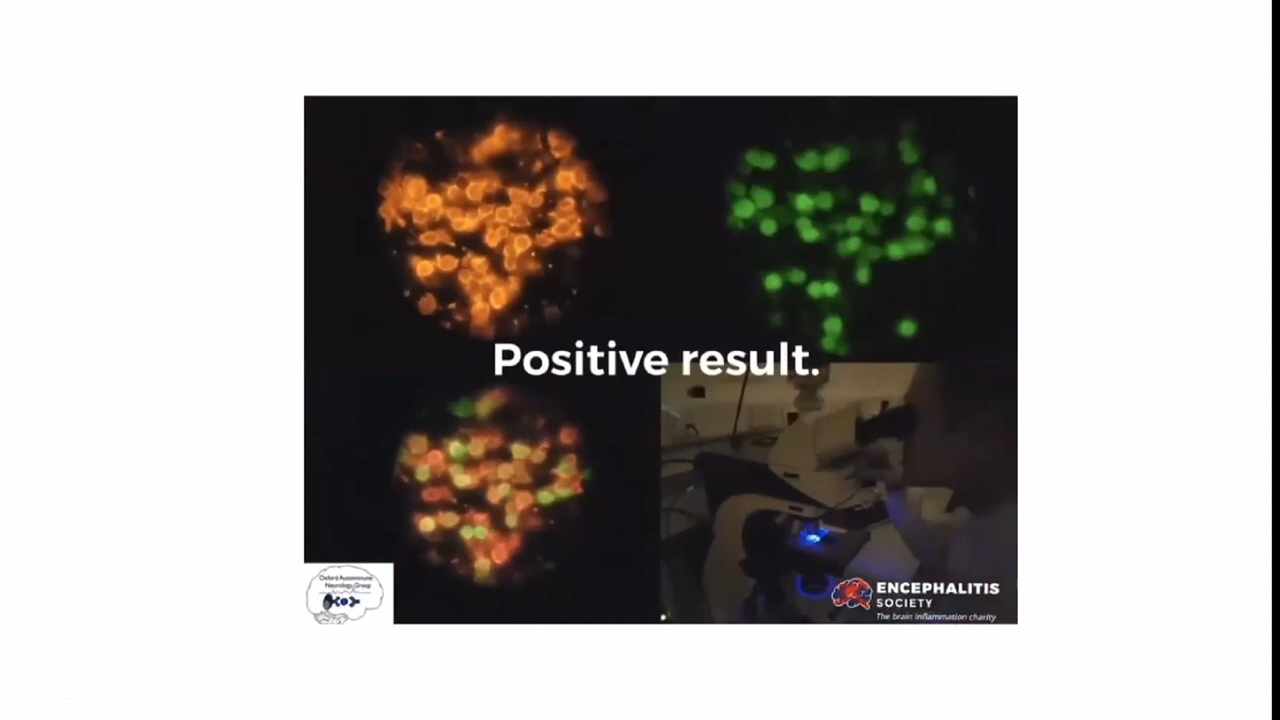 Positive result.
Oxford Autoimmune
Neurology Group
ENCEPHALITIS
SOCIETY
The brain inflammation charity